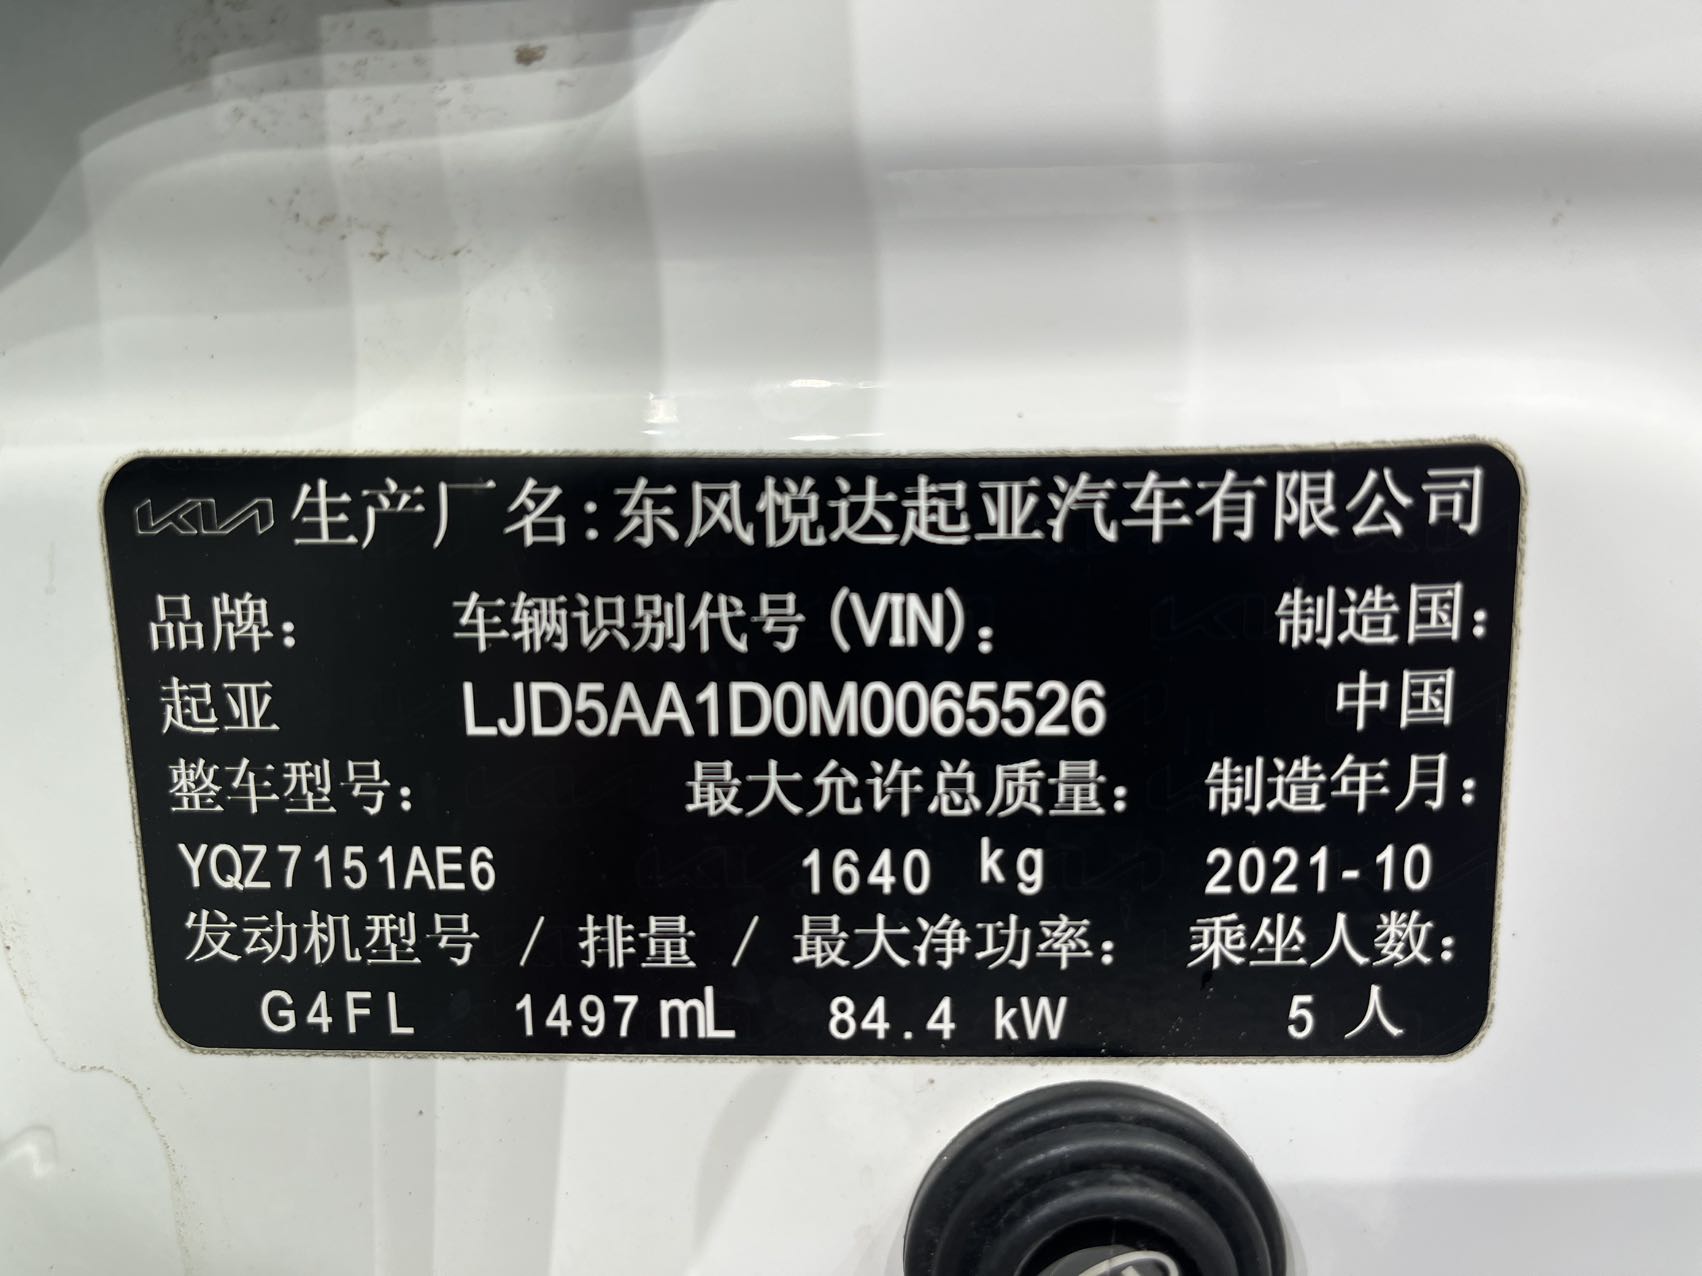 KIA 生产厂名:东风悦达起亚汽车有限公司
品牌: 车辆识别代号(VIN): 制造国:
起亚 LJD5AA1D0M0065526 中国
整车型号: 最大允许总质量: 制造年月:
YQZ7151AE6 1640 kg 2021-10
发动机型号 / 排量 / 最大净功率: 乘坐人数:
G4FL 1497 mL 84.4 kW 5 人